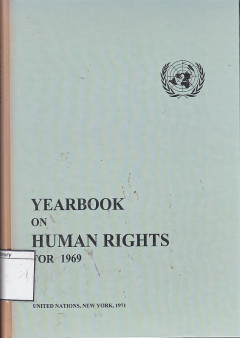 YEARBOOK
ON
HUMAN RIGHTS
FOR 1969
UNITED NATIONS, NEW YORK, 1971